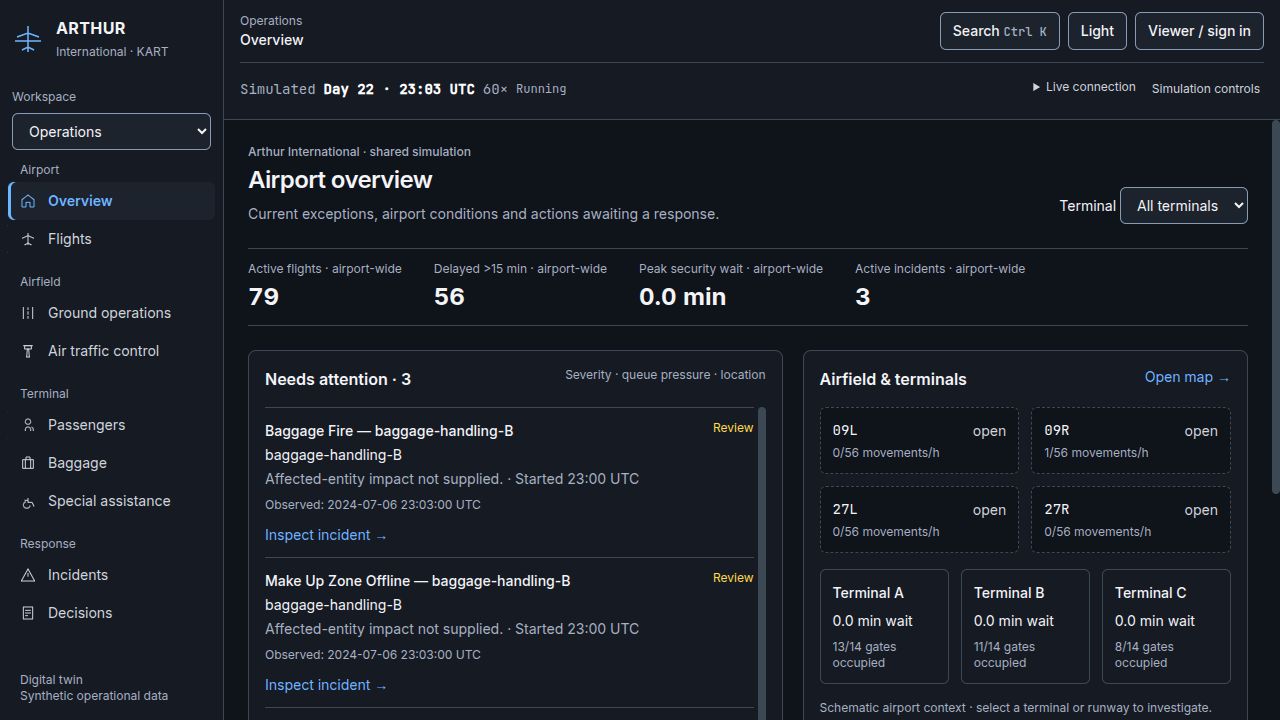 ARTHUR
International · KART
Workspace
Operations
Airport
Overview
Flights
Airfield
Ground operations
Air traffic control
Terminal
Passengers
Baggage
Special assistance
Response
Incidents
Decisions
Digital twin
Synthetic operational data
Operations
Overview
Search Ctrl K
Light
Viewer / sign in
Simulated Day 22 · 23:03 UTC 60× Running
Live connection
Simulation controls
Arthur International · shared simulation
Airport overview
Current exceptions, airport conditions and actions awaiting a response.
Terminal All terminals
Active flights · airport-wide
79
Delayed >15 min · airport-wide
56
Peak security wait · airport-wide
0.0 min
Active incidents · airport-wide
3
Needs attention · 3
Severity · queue pressure · location
Baggage Fire — baggage-handling-B
Review
baggage-handling-B
Affected-entity impact not supplied. · Started 23:00 UTC
Observed: 2024-07-06 23:03:00 UTC
Inspect incident →
Make Up Zone Offline — baggage-handling-B
Review
baggage-handling-B
Affected-entity impact not supplied. · Started 23:00 UTC
Observed: 2024-07-06 23:03:00 UTC
Inspect incident →
Airfield & terminals
Open map →
09L open
0/56 movements/h
09R open
1/56 movements/h
27L open
0/56 movements/h
27R open
0/56 movements/h
Terminal A
0.0 min wait
13/14 gates
occupied
Terminal B
0.0 min wait
11/14 gates
occupied
Terminal C
0.0 min wait
8/14 gates
occupied
Schematic airport context · select a terminal or runway to investigate.